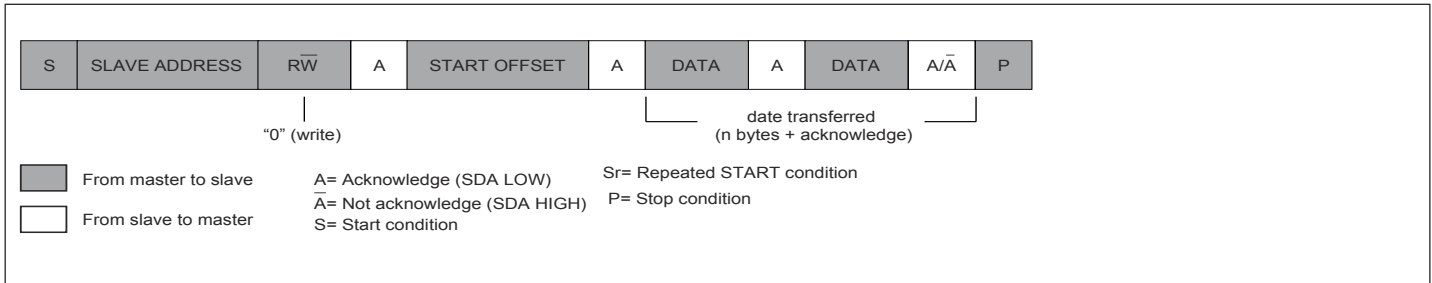 S SLAVE ADDRESS RW̅ A START OFFSET A DATA A DATA A/A̅ P
“0” (write)
date transferred
(n bytes + acknowledge)
From master to slave
From slave to master
A= Acknowledge (SDA LOW)
A̅= Not acknowledge (SDA HIGH)
S= Start condition
Sr= Repeated START condition
P= Stop condition